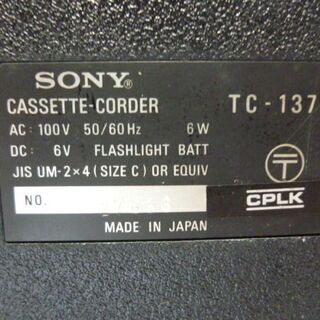 SONY®
CASSETTE-CORDER TC-137
AC: 100V 50/60Hz 6W
DC: 6V FLASHLIGHT BATT
JIS UM-2×4 (SIZE C) OR EQUIV
NO.
CPLK
MADE IN JAPAN